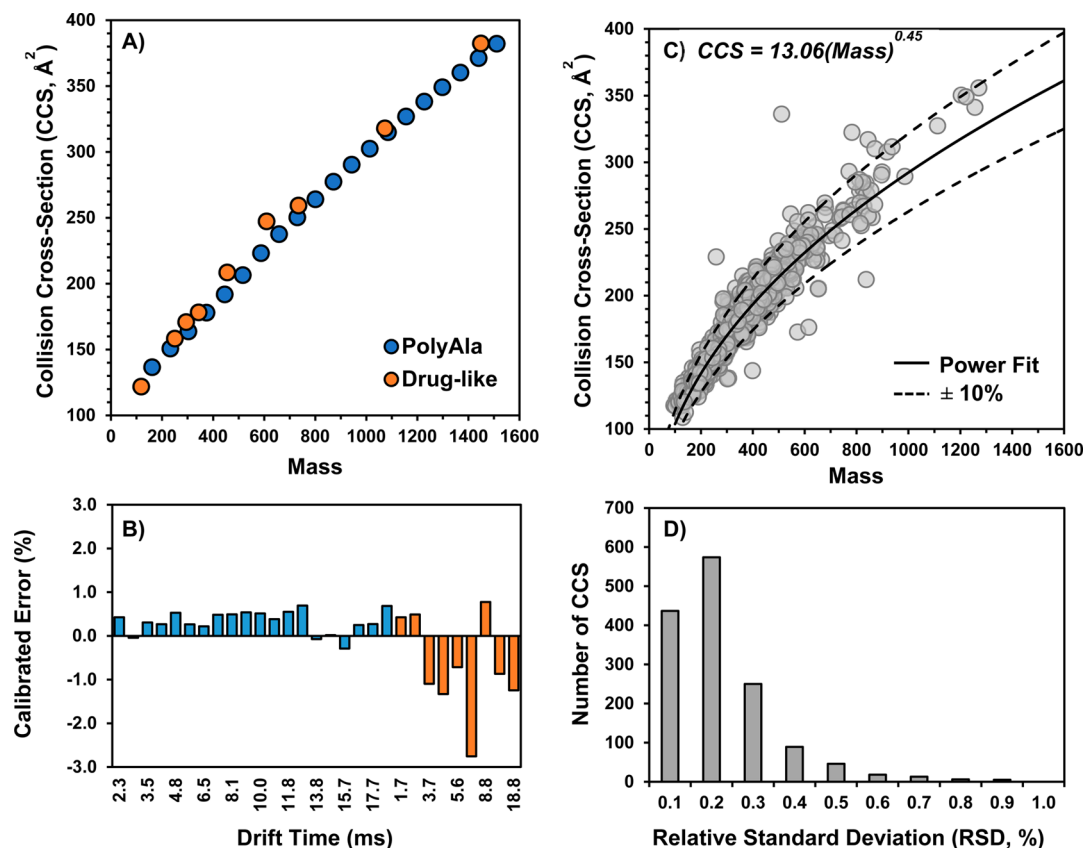 A)
400
350
300
250
200
150
100
Collision Cross-Section (CCS, Å²)
PolyAla
Drug-like
0 200 400 600 800 1000 1200 1400 1600
Mass
C) CCS = 13.06(Mass)^0.45
400
350
300
250
200
150
100
Collision Cross-Section (CCS, Å²)
Power Fit
± 10%
0 200 400 600 800 1000 1200 1400 1600
Mass
B)
3.0
2.0
1.0
0.0
-1.0
-2.0
-3.0
Calibrated Error (%)
2.3 3.5 4.8 6.5 8.1 10.0 11.8 13.8 15.7 17.7 1.7 3.7 5.6 8.8 18.8
Drift Time (ms)
D)
700
600
500
400
300
200
100
0
Number of CCS
0.1 0.2 0.3 0.4 0.5 0.6 0.7 0.8 0.9 1.0
Relative Standard Deviation (RSD, %)